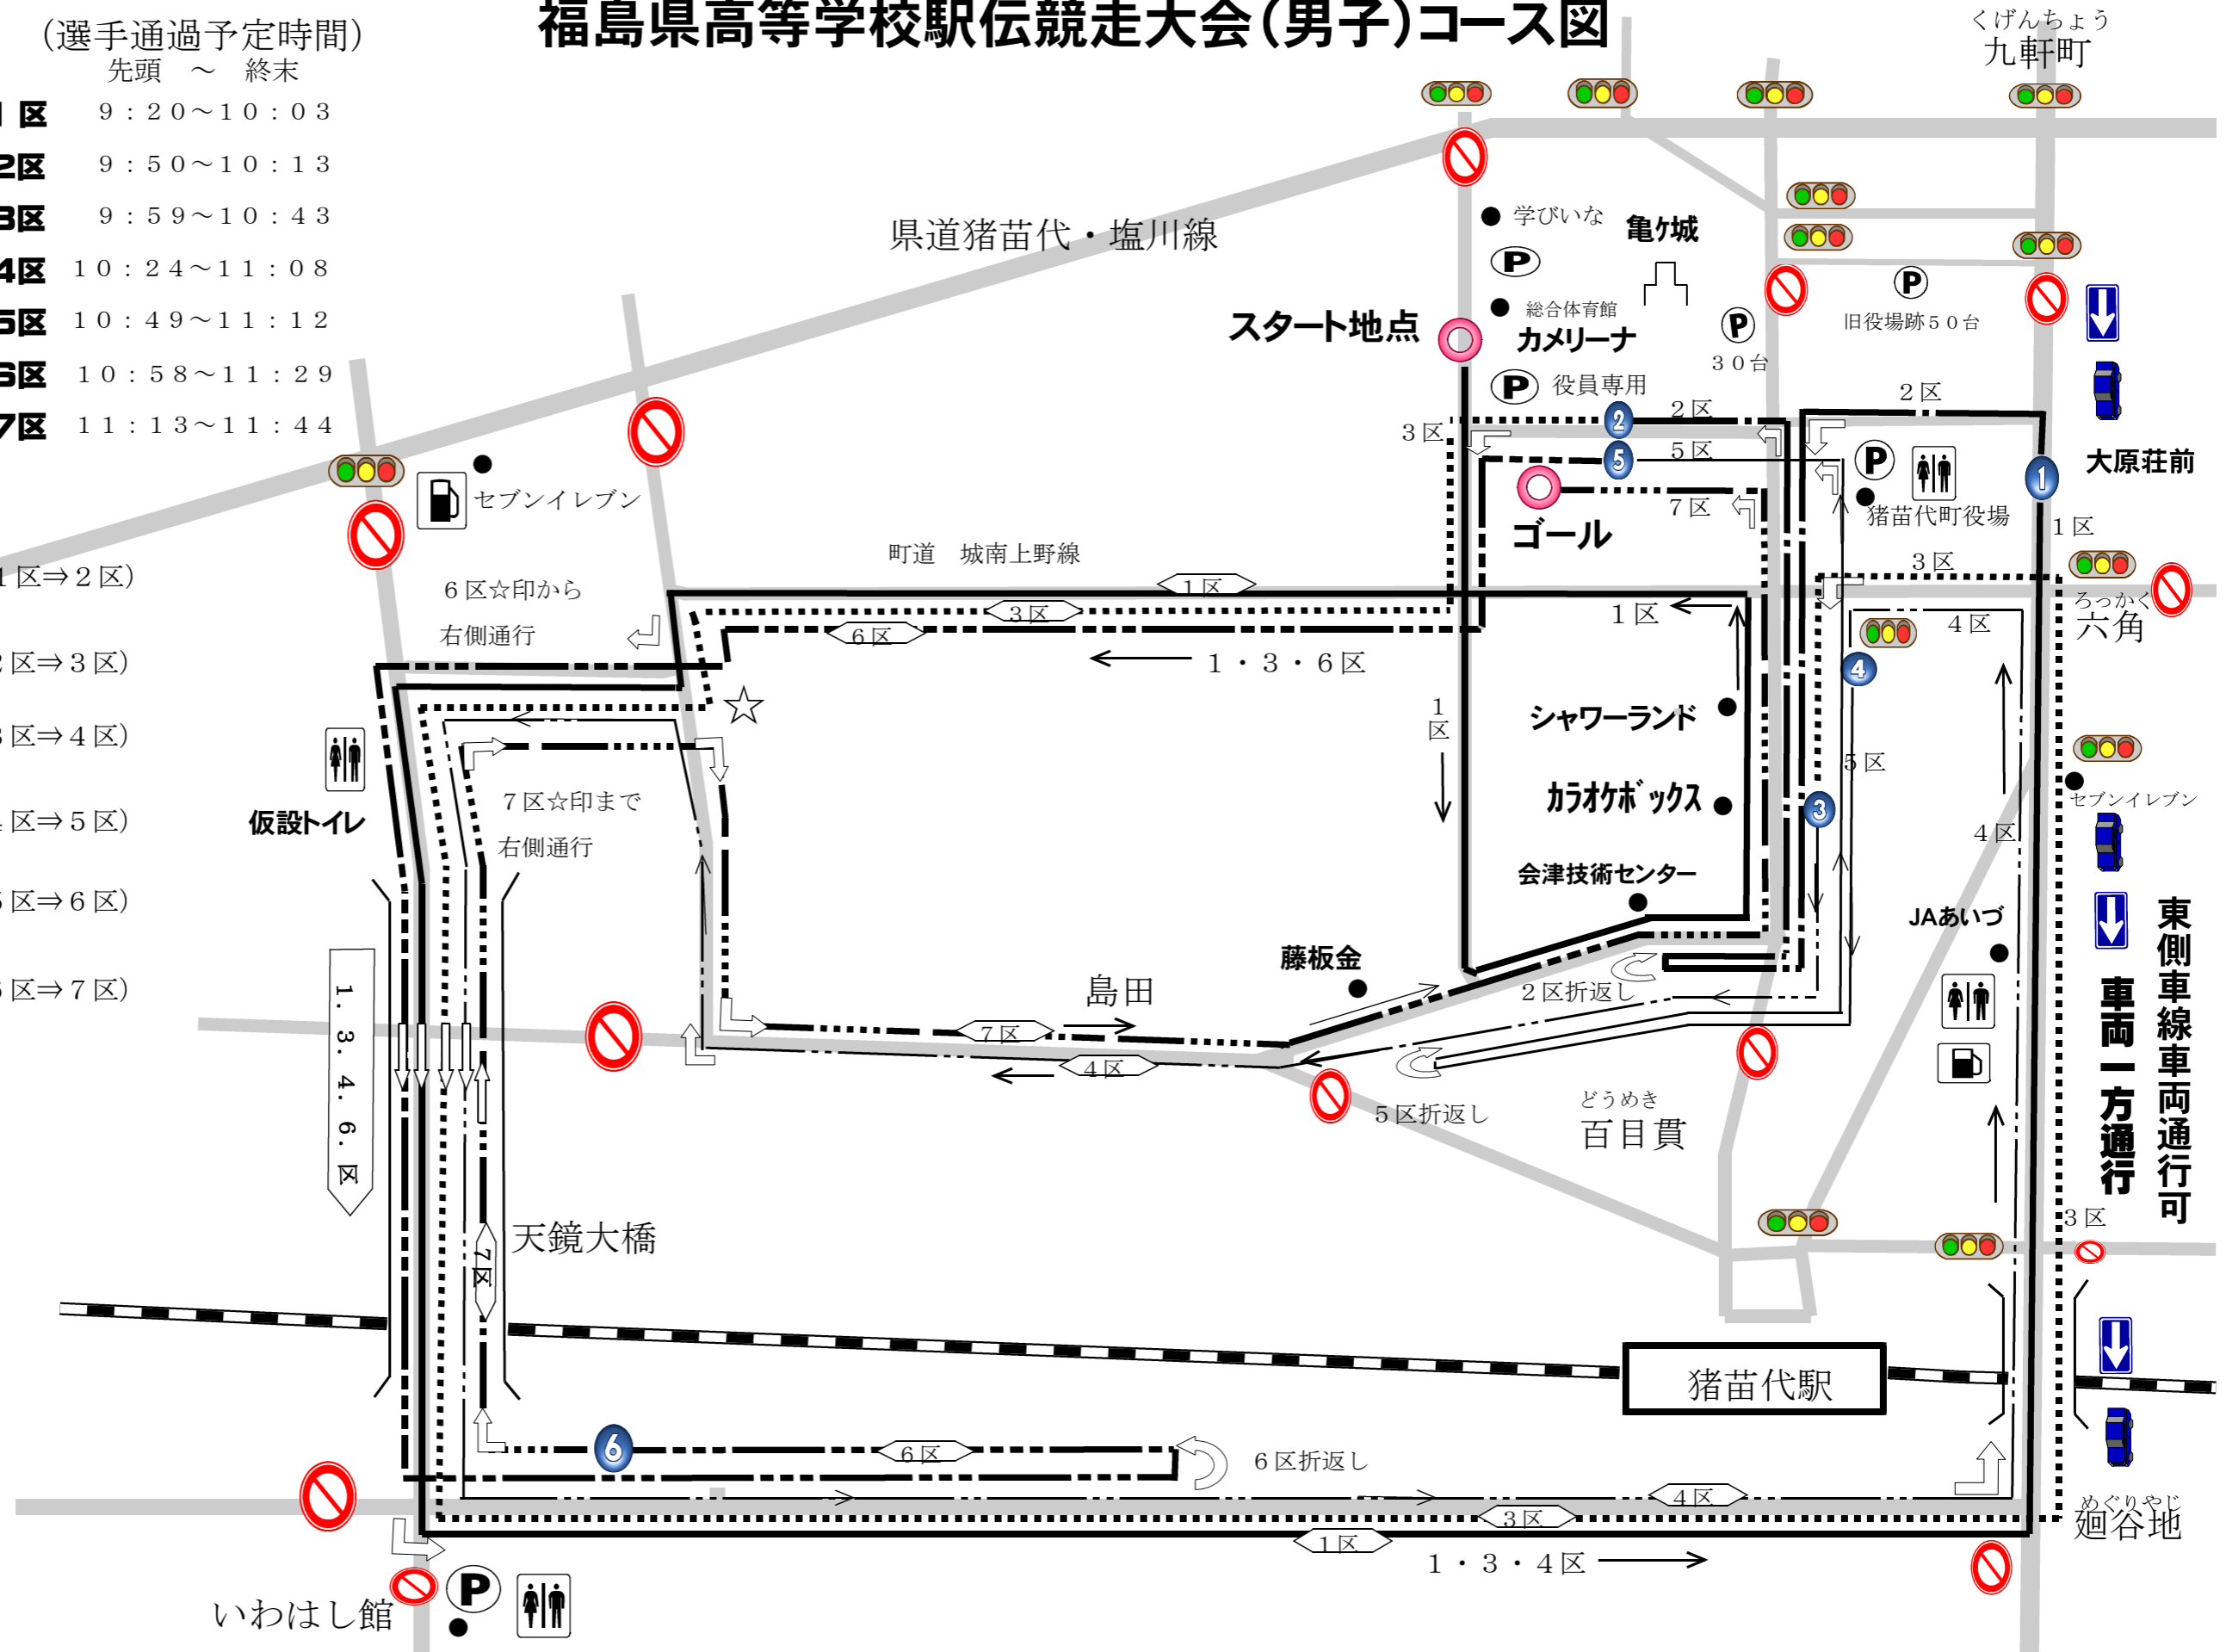 福島県高等学校駅伝競走大会（男子）コース図
（選手通過予定時間）
先頭　～　終末
1区　9：20～10：03
2区　9：50～10：13
3区　9：59～10：43
4区　10：24～11：08
5区　10：49～11：12
6区　10：58～11：29
7区　11：13～11：44
1区⇒2区）
2区⇒3区）
3区⇒4区）
4区⇒5区）
5区⇒6区）
6区⇒7区）
くげんちょう
九軒町
県道猪苗代・塩川線
学びいな
亀ケ城
P
スタート地点
総合体育館
カメリーナ
P
30台
P
旧役場跡50台
P 役員専用
2区
2区
3区
2
5
5区
7区
ゴール
P
猪苗代町役場
1
大原荘前
1区
セブンイレブン
町道　城南上野線
6区☆印から
右側通行
1区
3区
6区
1・3・6区
1区
3区
ろっかく
六角
4区
4
☆
1区
シャワーランド
カラオケボックス
5区
3
セブンイレブン
4区
仮設トイレ
7区☆印まで
右側通行
会津技術センター
JAあいづ
東側車線車両通行可
車両一方通行
藤板金
島田
2区折返し
7区
4区
5区折返し
どうめき
百目貫
1．3．4．6．区
天鏡大橋
7区
3区
猪苗代駅
6
6区
6区折返し
4区
3区
1区
1・3・4区
めぐりやじ
廻谷地
いわはし館
P